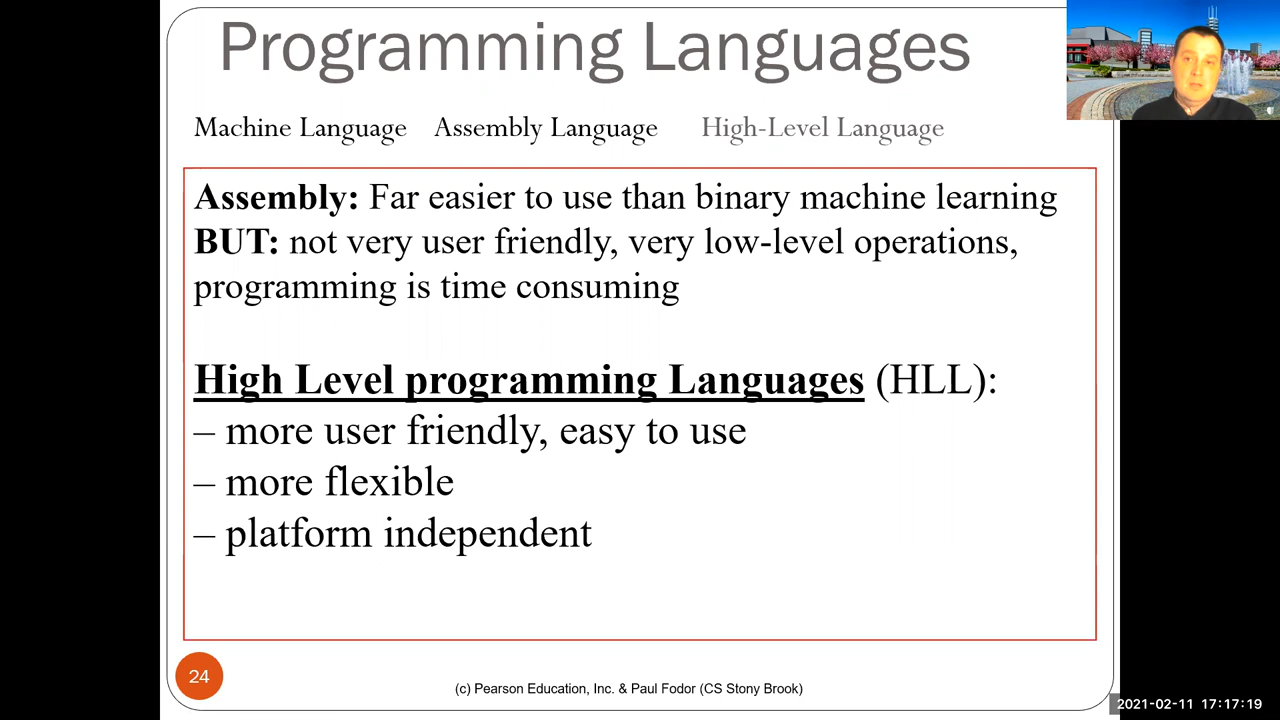 Programming Languages
Machine Language Assembly Language High-Level Language
Assembly: Far easier to use than binary machine learning
BUT: not very user friendly, very low-level operations,
programming is time consuming
High Level programming Languages (HLL):
– more user friendly, easy to use
– more flexible
– platform independent
24
(c) Pearson Education, Inc. & Paul Fodor (CS Stony Brook)
2021-02-11 17:17:19